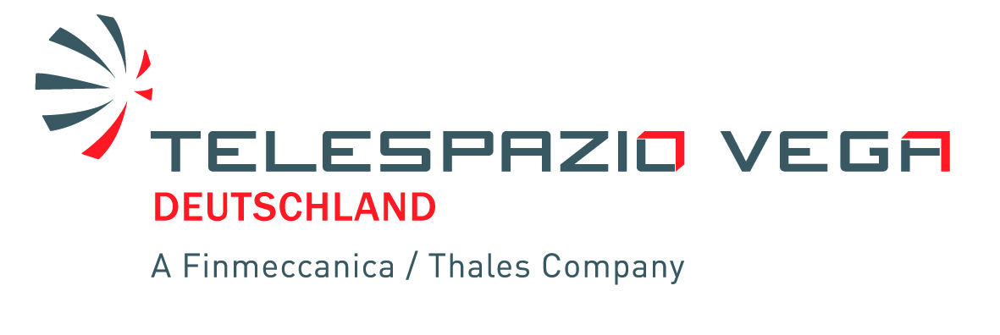 TELESPAZIO VEGA
DEUTSCHLAND
A Finmeccanica / Thales Company